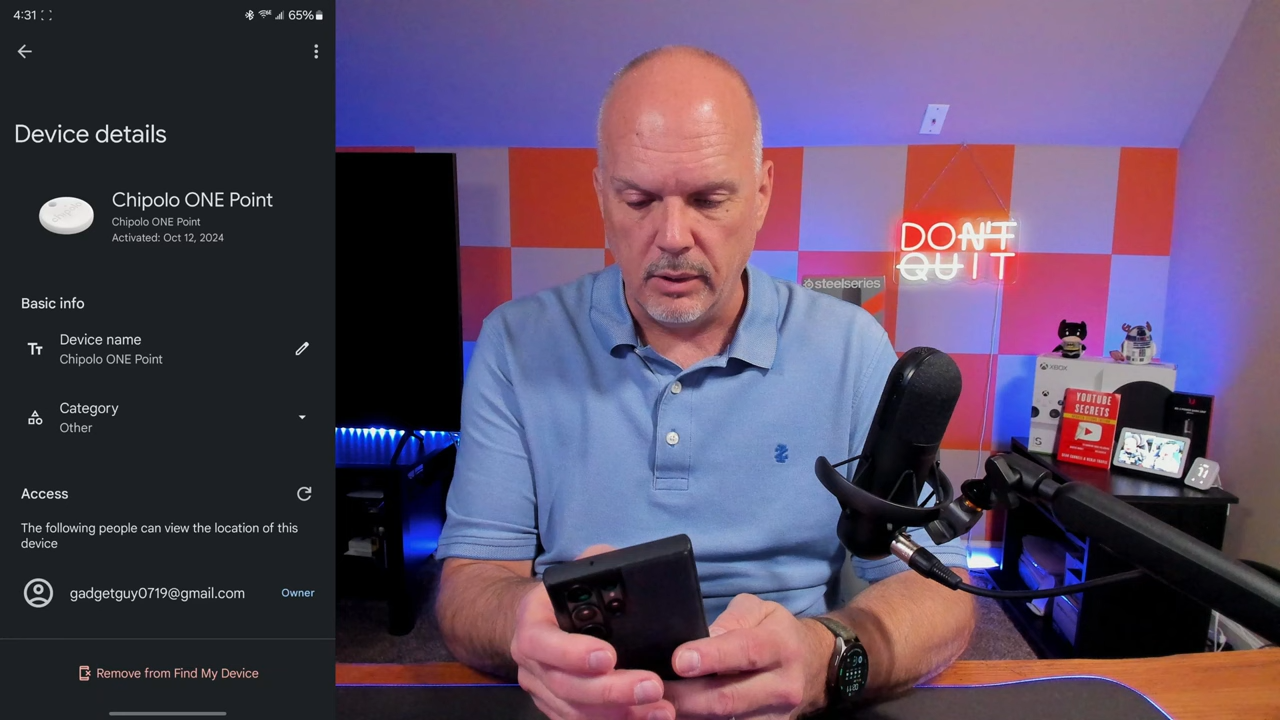 4:31
65%
Device details
Chipolo ONE Point
Chipolo ONE Point
Activated: Oct 12, 2024
Basic info
Device name
Chipolo ONE Point
Category
Other
Access
The following people can view the location of this
device
gadgetguy0719@gmail.com
Owner
Remove from Find My Device
DON'T
QUIT
steelseries
XBOX
S
YOUTUBE
SECRETS